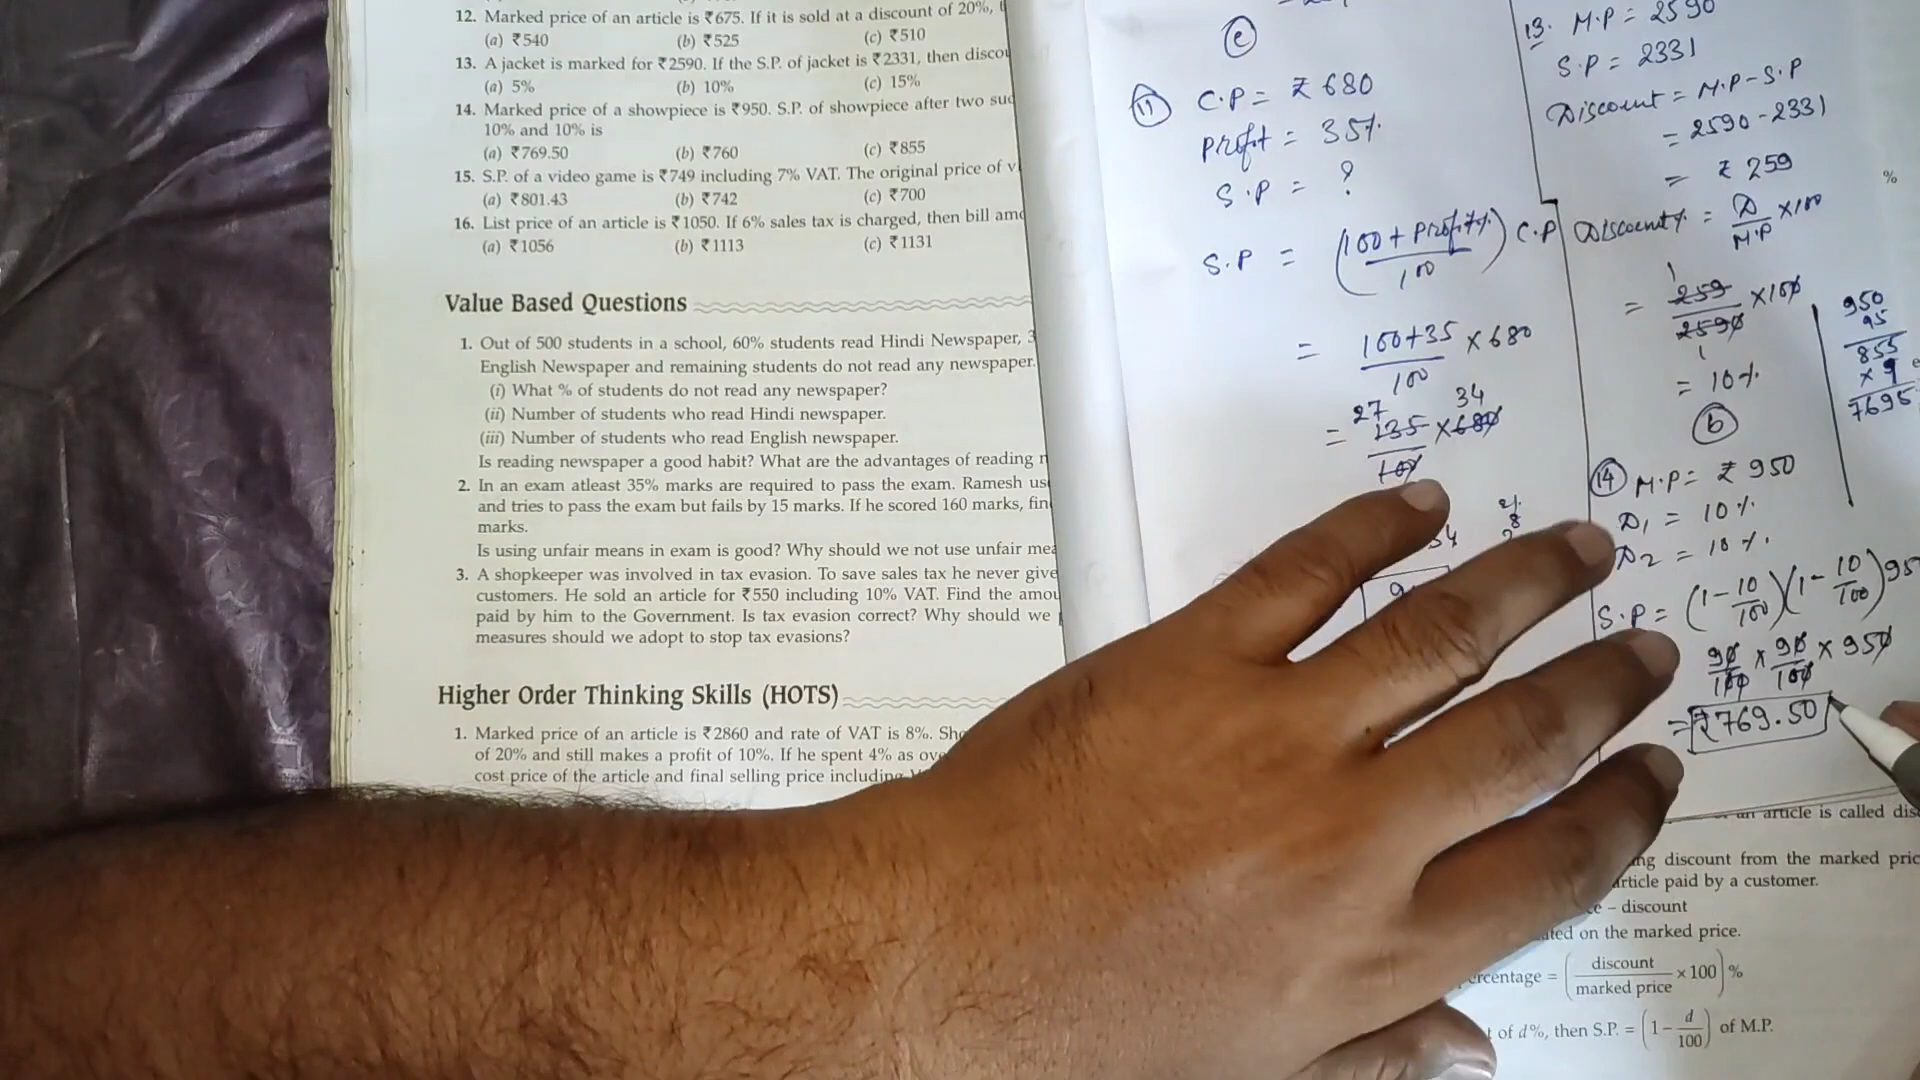 12. Marked price of an article is ₹675. If it is sold at a discount of 20%,
(a) ₹540 (b) ₹525 (c) ₹510
13. A jacket is marked for ₹2590. If the S.P. of jacket is ₹2331, then
(a) 5% (b) 10% (c) 15%
14. Marked price of a showpiece is ₹950. S.P. of showpiece after two
10% and 10% is
(a) ₹769.50 (b) ₹760 (c) ₹855
15. S.P. of a video game is ₹749 including 7% VAT. The original price of
(a) ₹801.43 (b) ₹742 (c) ₹700
16. List price of an article is ₹1050. If 6% sales tax is charged, then bill
(a) ₹1056 (b) ₹1113 (c) ₹1131
Value Based Questions
1. Out of 500 students in a school, 60% students read Hindi Newspaper,
English Newspaper and remaining students do not read any newspaper.
(i) What % of students do not read any newspaper?
(ii) Number of students who read Hindi newspaper.
(iii) Number of students who read English newspaper.
Is reading newspaper a good habit? What are the advantages of reading
2. In an exam atleast 35% marks are required to pass the exam. Ramesh
and tries to pass the exam but fails by 15 marks. If he scored 160 marks,
marks.
Is using unfair means in exam is good? Why should we not use unfair
3. A shopkeeper was involved in tax evasion. To save sales tax he never
customers. He sold an article for ₹550 including 10% VAT. Find the
paid by him to the Government. Is tax evasion correct? Why should we
measures should we adopt to stop tax evasions?
Higher Order Thinking Skills (HOTS)
1. Marked price of an article is ₹2860 and rate of VAT is 8%.
of 20% and still makes a profit of 10%. If he spent 4% as
cost price of the article and final selling price including
11 C.P = ₹ 680
Profit = 35%
S.P = ?
S.P = (100 + Profit% / 100) C.P
= 100+35 / 100 × 680
27 34
= 135 / 100 × 680
13. M.P = 2590
S.P = 2331
Discount = M.P - S.P
= 2590 - 2331
= ₹ 259
%
Discount% = D / M.P × 100
1
= 259 / 2590 × 100
1
= 10%
b
950
95
855
× 9
7695
14 M.P = ₹ 950
D1 = 10%
D2 = 10%
S.P = (1 - 10/100)(1 - 10/100) 95
90/100 × 90/100 × 950
= ₹769.50
article is called
discount from the marked
article paid by a customer.
– discount
on the marked price.
= (discount / marked price × 100) %
of d%, then S.P. = (1 – d/100) of M.P.